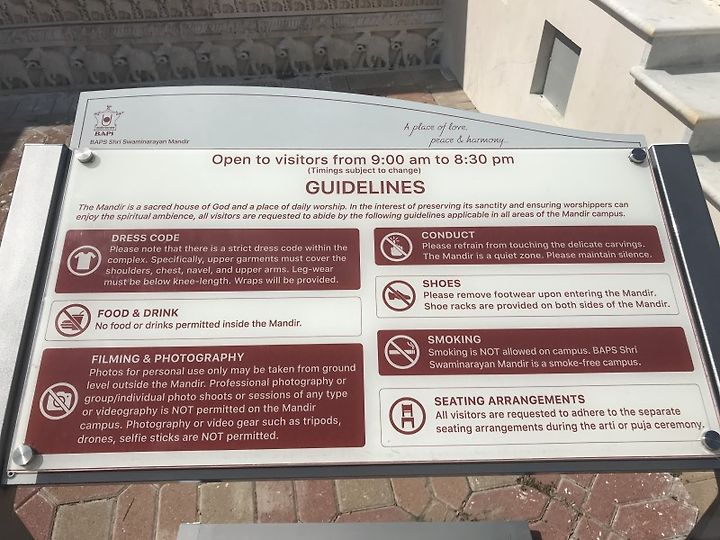 BAPS
BAPS Shri Swaminarayan Mandir
A place of love,
peace & harmony...
Open to visitors from 9:00 am to 8:30 pm
(Timings subject to change)
GUIDELINES
The Mandir is a sacred house of God and a place of daily worship. In the interest of preserving its sanctity and ensuring worshippers can
enjoy the spiritual ambience, all visitors are requested to abide by the following guidelines applicable in all areas of the Mandir campus.
DRESS CODE
Please note that there is a strict dress code within the
complex. Specifically, upper garments must cover the
shoulders, chest, navel, and upper arms. Leg-wear
must be below knee-length. Wraps will be provided.
FOOD & DRINK
No food or drinks permitted inside the Mandir.
FILMING & PHOTOGRAPHY
Photos for personal use only may be taken from ground
level outside the Mandir. Professional photography or
group/individual photo shoots or sessions of any type
or videography is NOT permitted on the Mandir
campus. Photography or video gear such as tripods,
drones, selfie sticks are NOT permitted.
CONDUCT
Please refrain from touching the delicate carvings.
The Mandir is a quiet zone. Please maintain silence.
SHOES
Please remove footwear upon entering the Mandir.
Shoe racks are provided on both sides of the Mandir.
SMOKING
Smoking is NOT allowed on campus. BAPS Shri
Swaminarayan Mandir is a smoke-free campus.
SEATING ARRANGEMENTS
All visitors are requested to adhere to the separate
seating arrangements during the arti or puja ceremony.